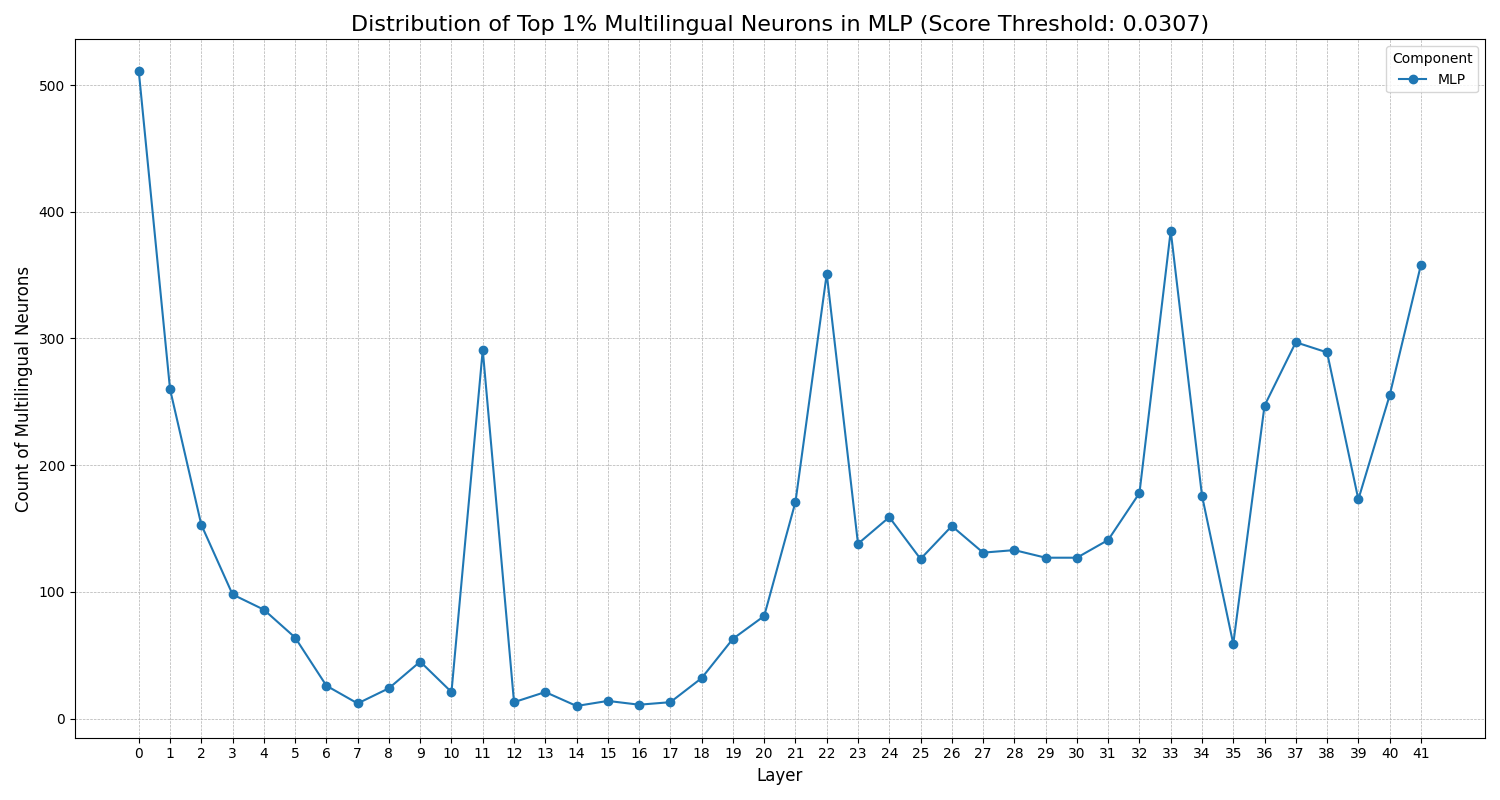 Distribution of Top 1% Multilingual Neurons in MLP (Score Threshold: 0.0307)
Component
MLP
Count of Multilingual Neurons
500
400
300
200
100
0
0 1 2 3 4 5 6 7 8 9 10 11 12 13 14 15 16 17 18 19 20 21 22 23 24 25 26 27 28 29 30 31 32 33 34 35 36 37 38 39 40 41
Layer